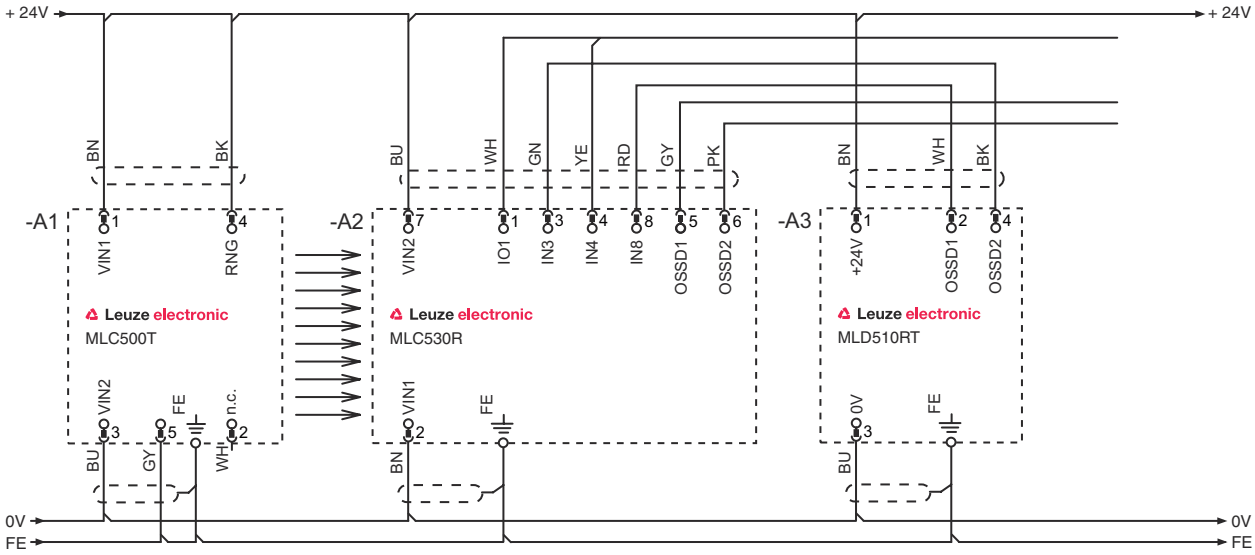 + 24V + 24V
BN BK BU WH GN YE RD GY PK BN WH BK
-A1 1 4 -A2 7 1 3 4 8 5 6 -A3 1 2 4
VIN1 RNG VIN2 IO1 IN3 IN4 IN8 OSSD1 OSSD2 +24V OSSD1 OSSD2
Leuze electronic Leuze electronic Leuze electronic
MLC500T MLC530R MLD510RT
VIN2 FE n.c. VIN1 FE 0V FE
3 5 2 2 3
BU GY WH BN BU
0V 0V
FE FE